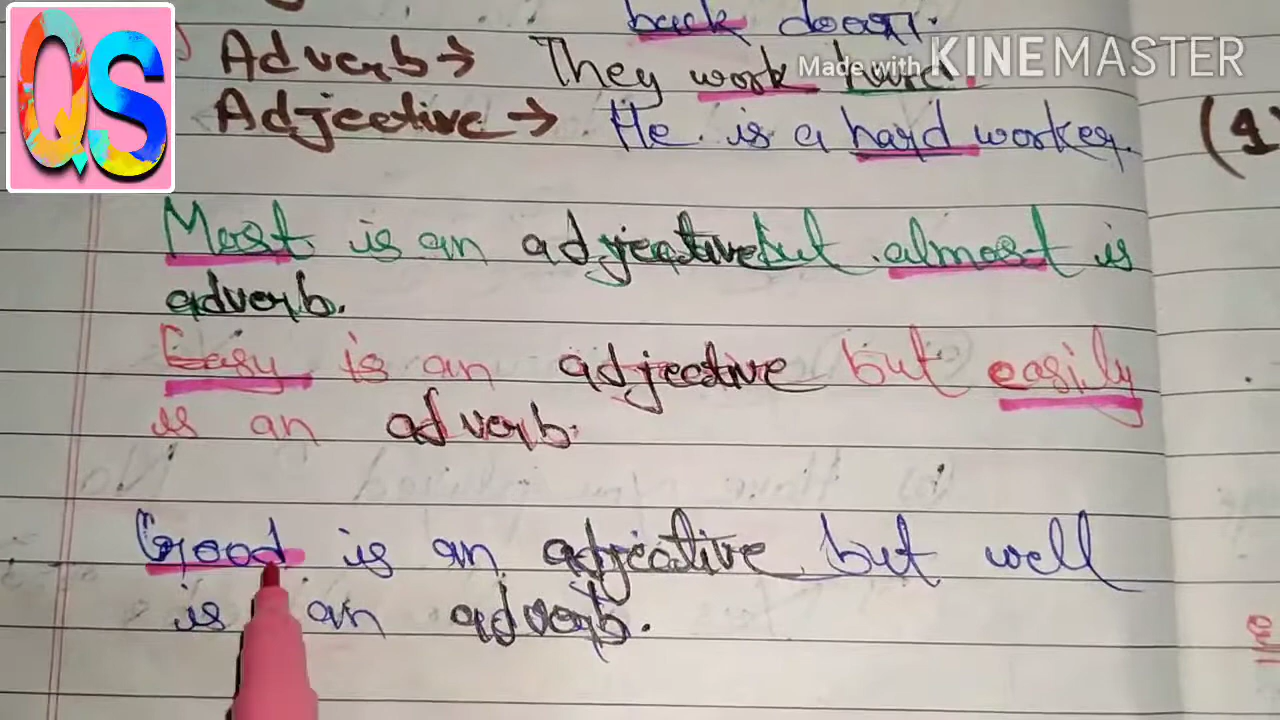 QS
back door.
Adverb → They work hard.
Made with KINEMASTER
Adjective → He is a hard worker.
(1)
Most is an adjective but almost is
adverb.
Easy is an adjective but easily
is an adverb.
Good is an adjective but well
is an adverb.